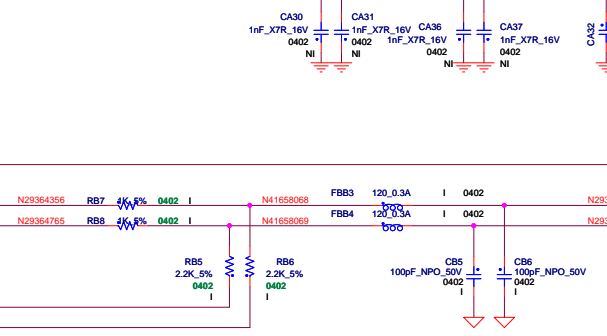 CA30
1nF_X7R_16V
0402
NI
CA31
1nF_X7R_16V
0402
NI
CA36
1nF_X7R_16V
0402
NI
CA37
1nF_X7R_16V
0402
NI
CA32
N29364356
RB7
1K_5%
0402
I
N41658068
FBB3
120_0.3A
I
0402
N293
N29364765
RB8
1K_5%
0402
I
N41658069
FBB4
120_0.3A
I
0402
N293
RB5
2.2K_5%
0402
I
RB6
2.2K_5%
0402
I
CB5
100pF_NPO_50V
0402
I
CB6
100pF_NPO_50V
0402
I